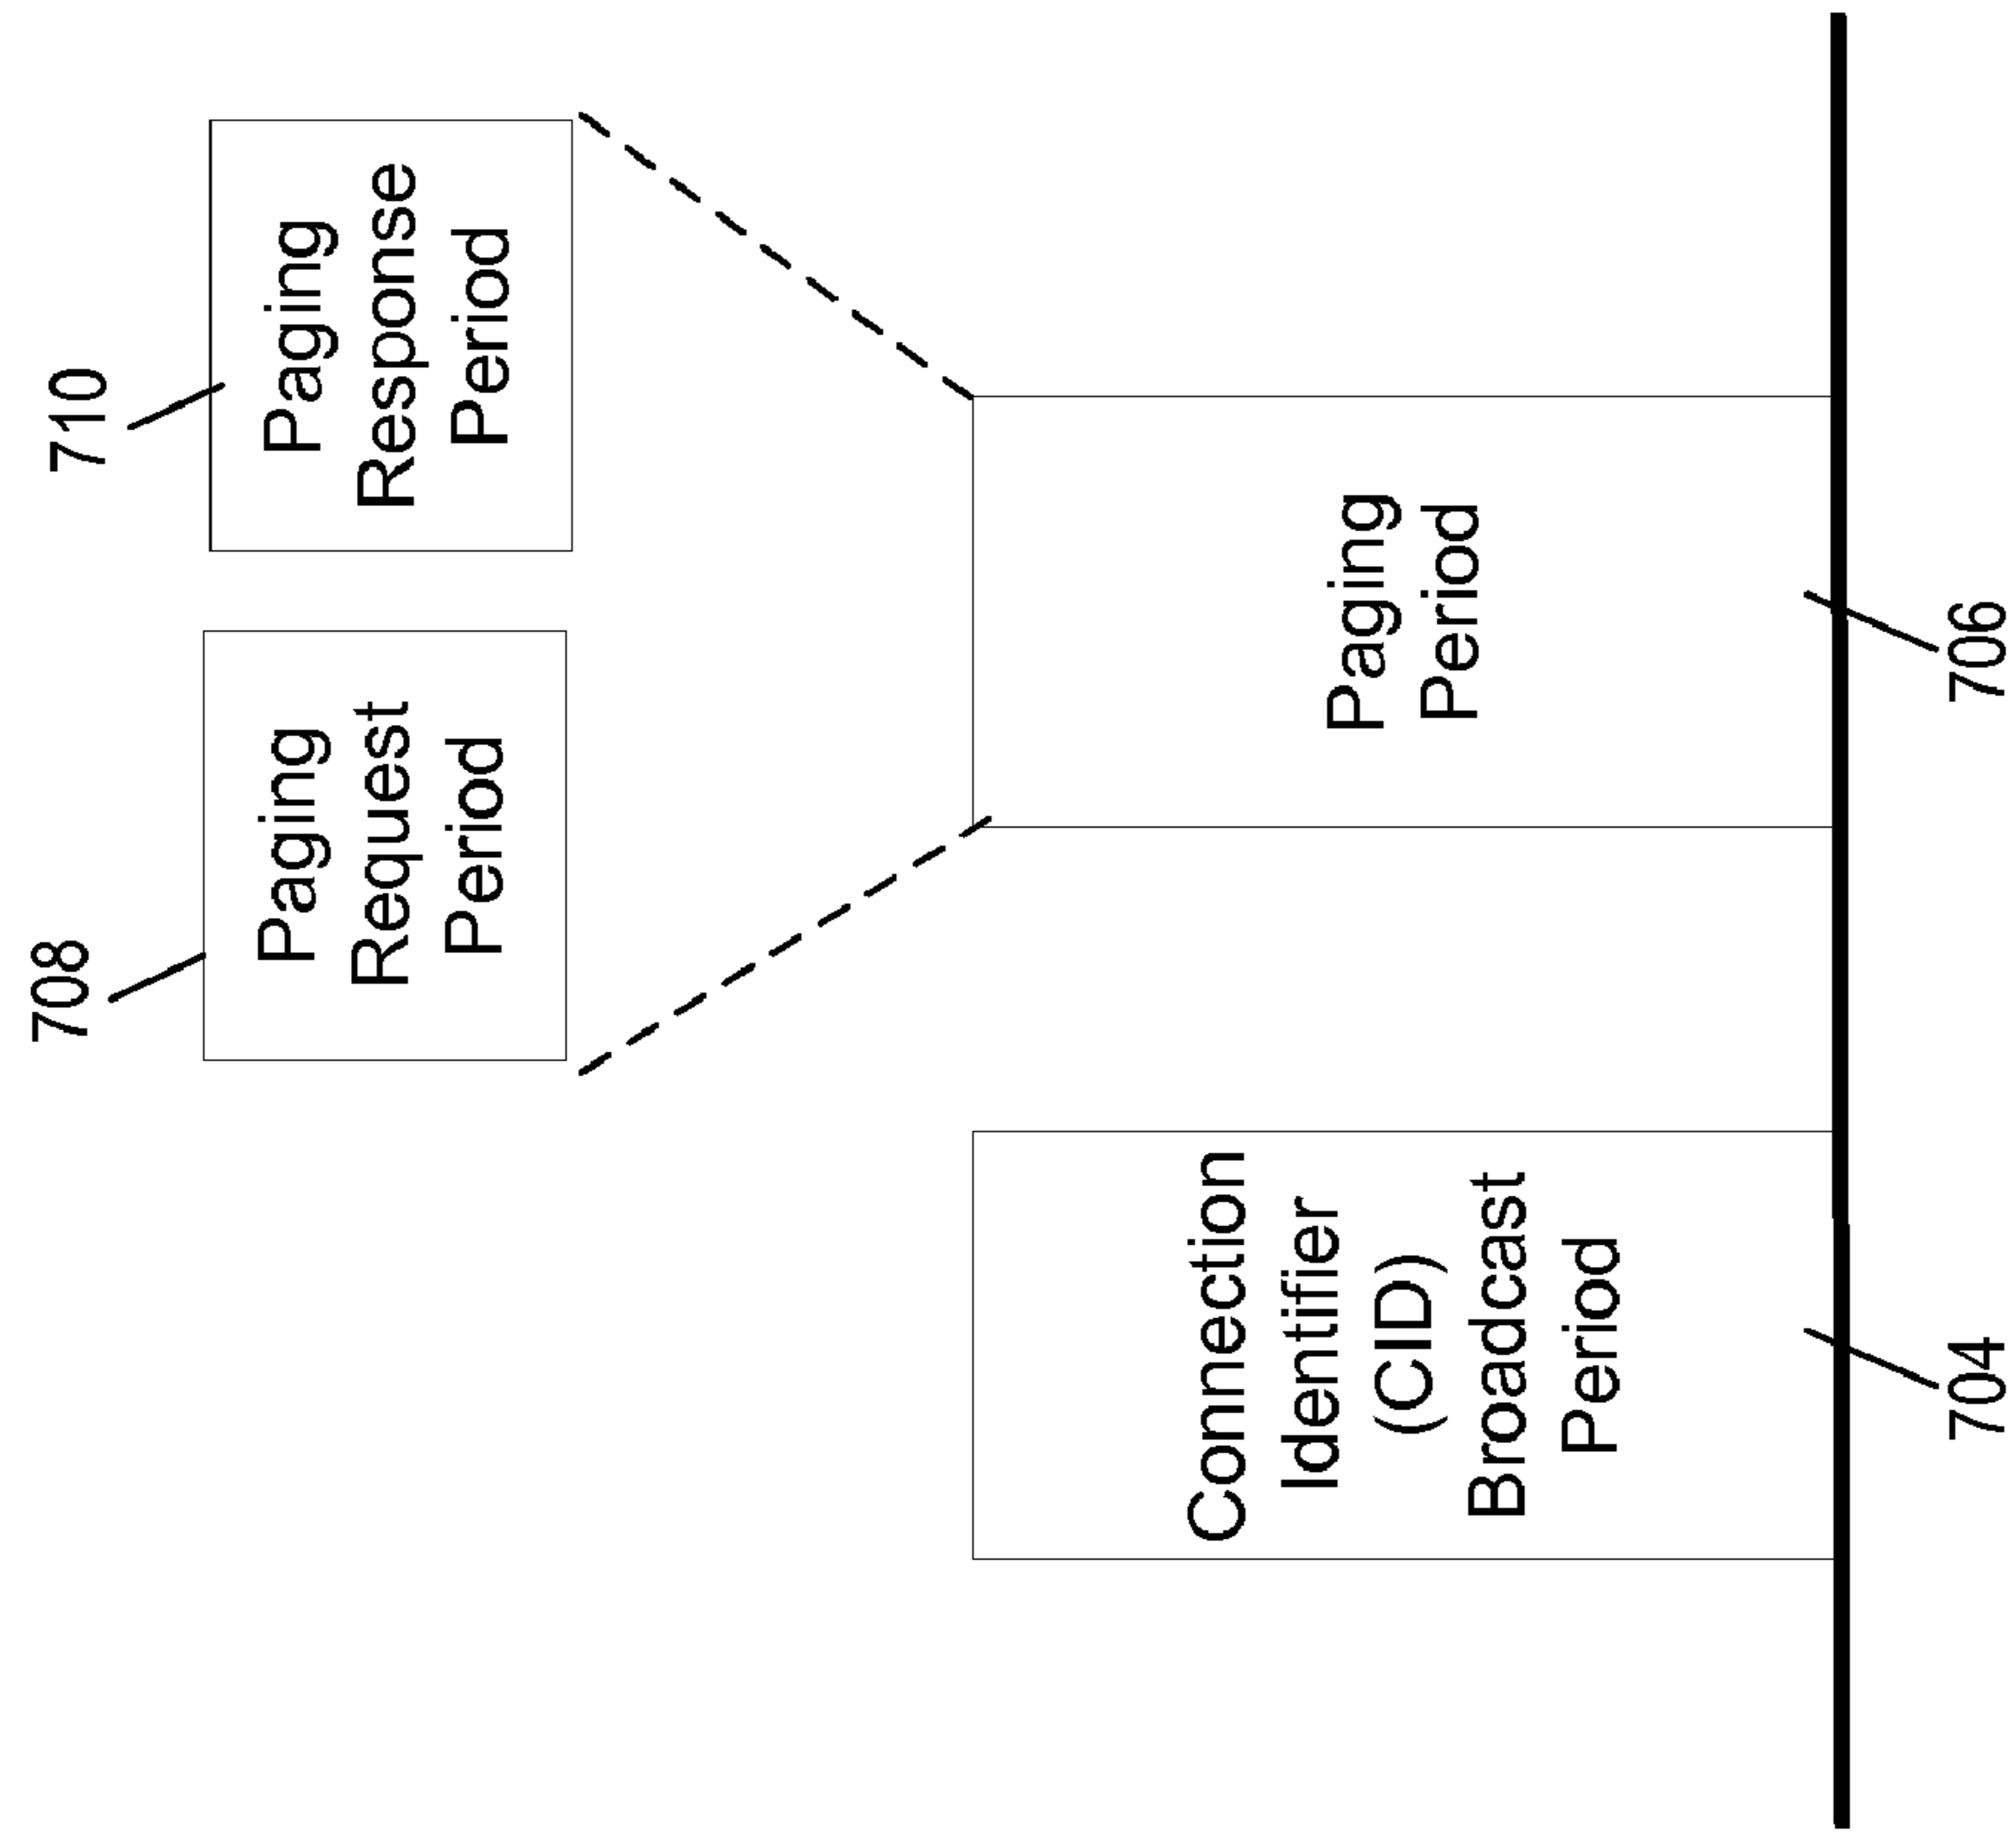 708
710
Paging
Request
Period
Paging
Response
Period
Connection
Identifier
(CID)
Broadcast
Period
Paging
Period
704
706